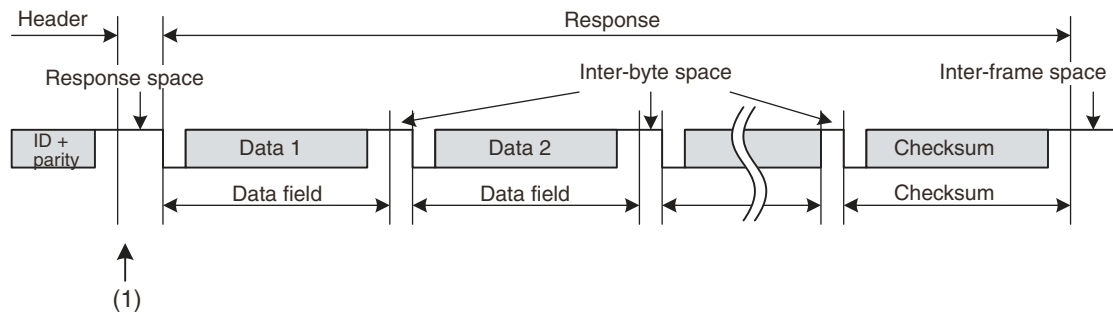 Header
Response
Response space
Inter-byte space
Inter-frame space
ID +
parity
Data 1
Data 2
Checksum
Data field
Data field
Checksum
(1)